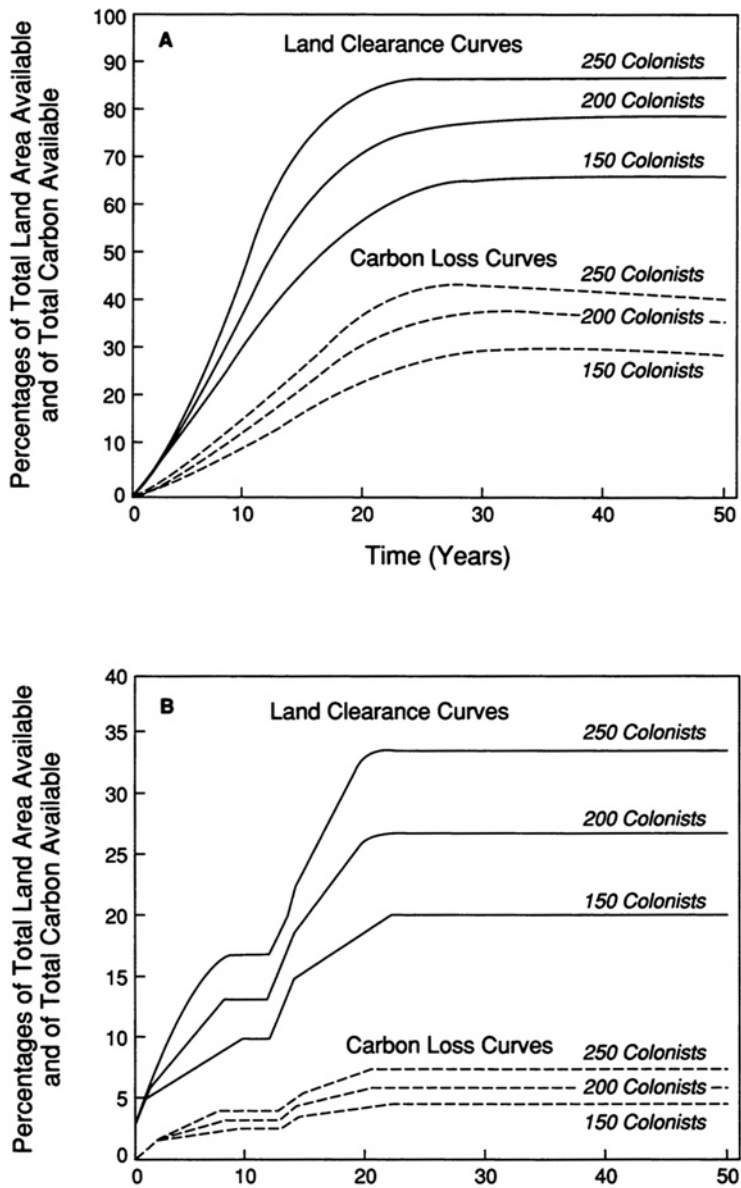 A
Land Clearance Curves
250 Colonists
200 Colonists
150 Colonists
Carbon Loss Curves
250 Colonists
200 Colonists
150 Colonists
Percentages of Total Land Area Available
and of Total Carbon Available
100
90
80
70
60
50
40
30
20
10
0
0 10 20 30 40 50
Time (Years)
B
Land Clearance Curves
250 Colonists
200 Colonists
150 Colonists
Carbon Loss Curves
250 Colonists
200 Colonists
150 Colonists
Percentages of Total Land Area Available
and of Total Carbon Available
40
35
30
25
20
15
10
5
0
0 10 20 30 40 50